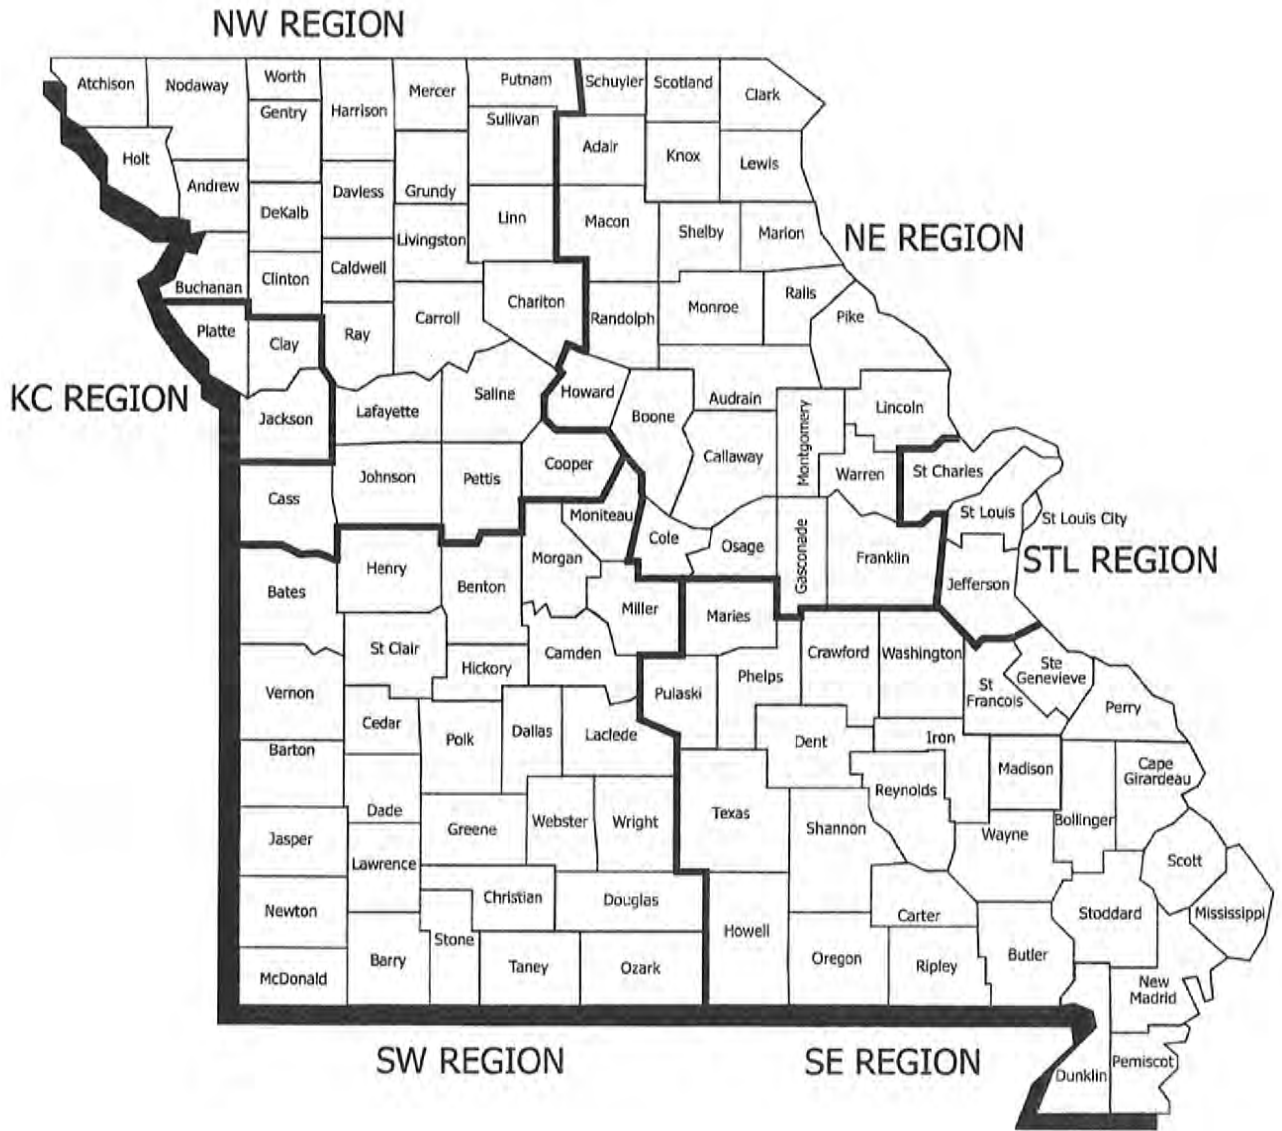 NW REGION
Atchison
Nodaway
Worth
Gentry
Harrison
Mercer
Putnam
Sullivan
Schuyler
Scotland
Clark
Adair
Knox
Lewis
Holt
Andrew
DeKalb
Daviess
Grundy
Livingston
Linn
Macon
Shelby
Marion
NE REGION
Buchanan
Clinton
Caldwell
Carroll
Chariton
Randolph
Monroe
Ralls
Pike
Platte
Clay
Ray
KC REGION
Jackson
Lafayette
Saline
Howard
Boone
Audrain
Montgomery
Lincoln
Callaway
Warren
St Charles
Cass
Johnson
Pettis
Cooper
Moniteau
Cole
Osage
Gasconade
Franklin
St Louis
St Louis City
STL REGION
Jefferson
Bates
Henry
Benton
Morgan
Miller
Maries
St Clair
Hickory
Camden
Pulaski
Phelps
Crawford
Washington
St
Francois
Ste
Genevieve
Perry
Vernon
Cedar
Polk
Dallas
Laclede
Dent
Iron
Madison
Cape
Girardeau
Barton
Dade
Greene
Webster
Wright
Texas
Shannon
Reynolds
Wayne
Bollinger
Scott
Jasper
Lawrence
Christian
Douglas
Howell
Carter
Stoddard
Mississippi
Newton
Barry
Stone
Taney
Ozark
Oregon
Ripley
Butler
New
Madrid
McDonald
SW REGION
SE REGION
Dunklin
Pemiscot